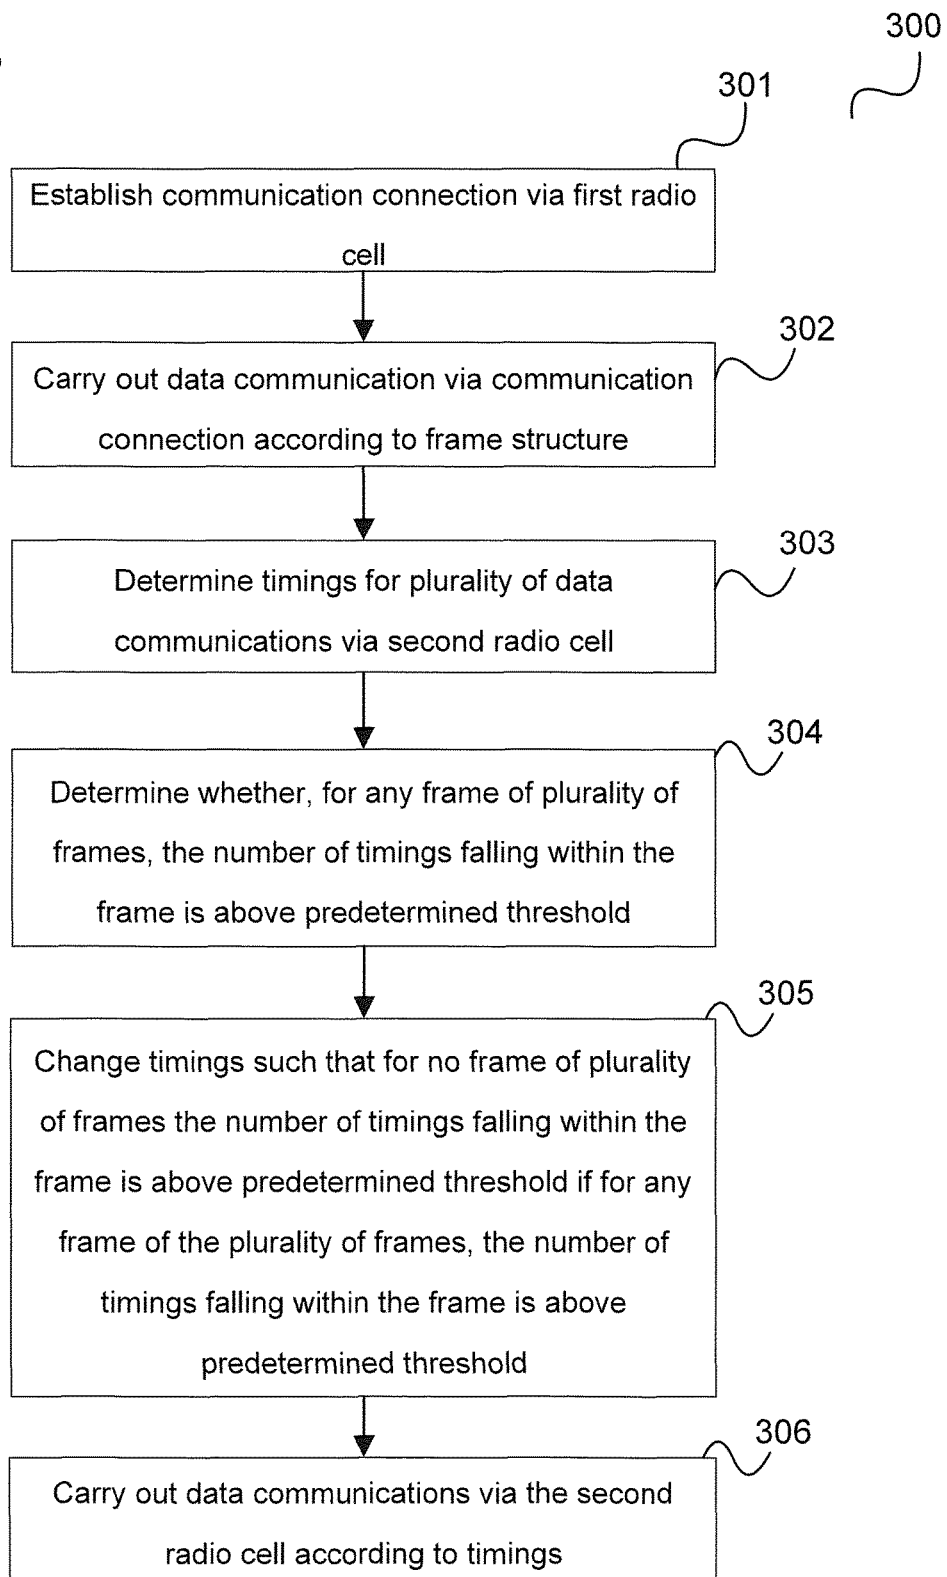 300
301
Establish communication connection via first radio
cell
302
Carry out data communication via communication
connection according to frame structure
303
Determine timings for plurality of data
communications via second radio cell
304
Determine whether, for any frame of plurality of
frames, the number of timings falling within the
frame is above predetermined threshold
305
Change timings such that for no frame of plurality
of frames the number of timings falling within the
frame is above predetermined threshold if for any
frame of the plurality of frames, the number of
timings falling within the frame is above
predetermined threshold
306
Carry out data communications via the second
radio cell according to timings